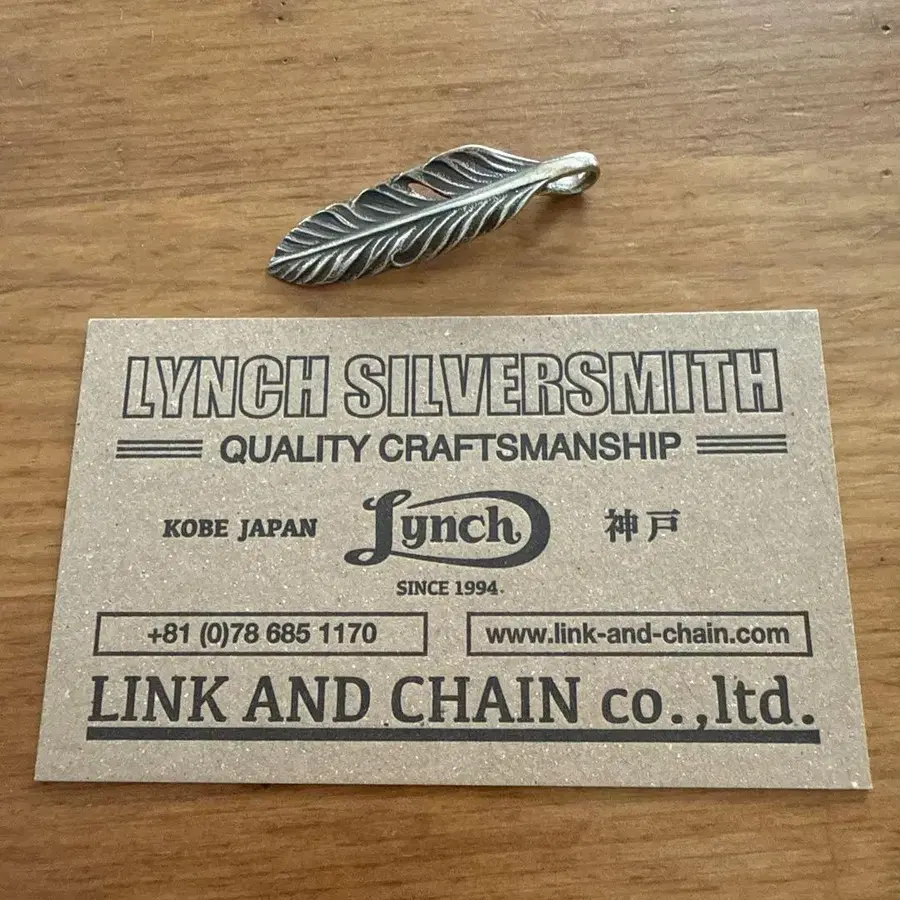 LYNCH SILVERSMITH
QUALITY CRAFTSMANSHIP
KOBE JAPAN Lynch 神戸
SINCE 1994.
+81 (0)78 685 1170 www.link-and-chain.com
LINK AND CHAIN co.,ltd.